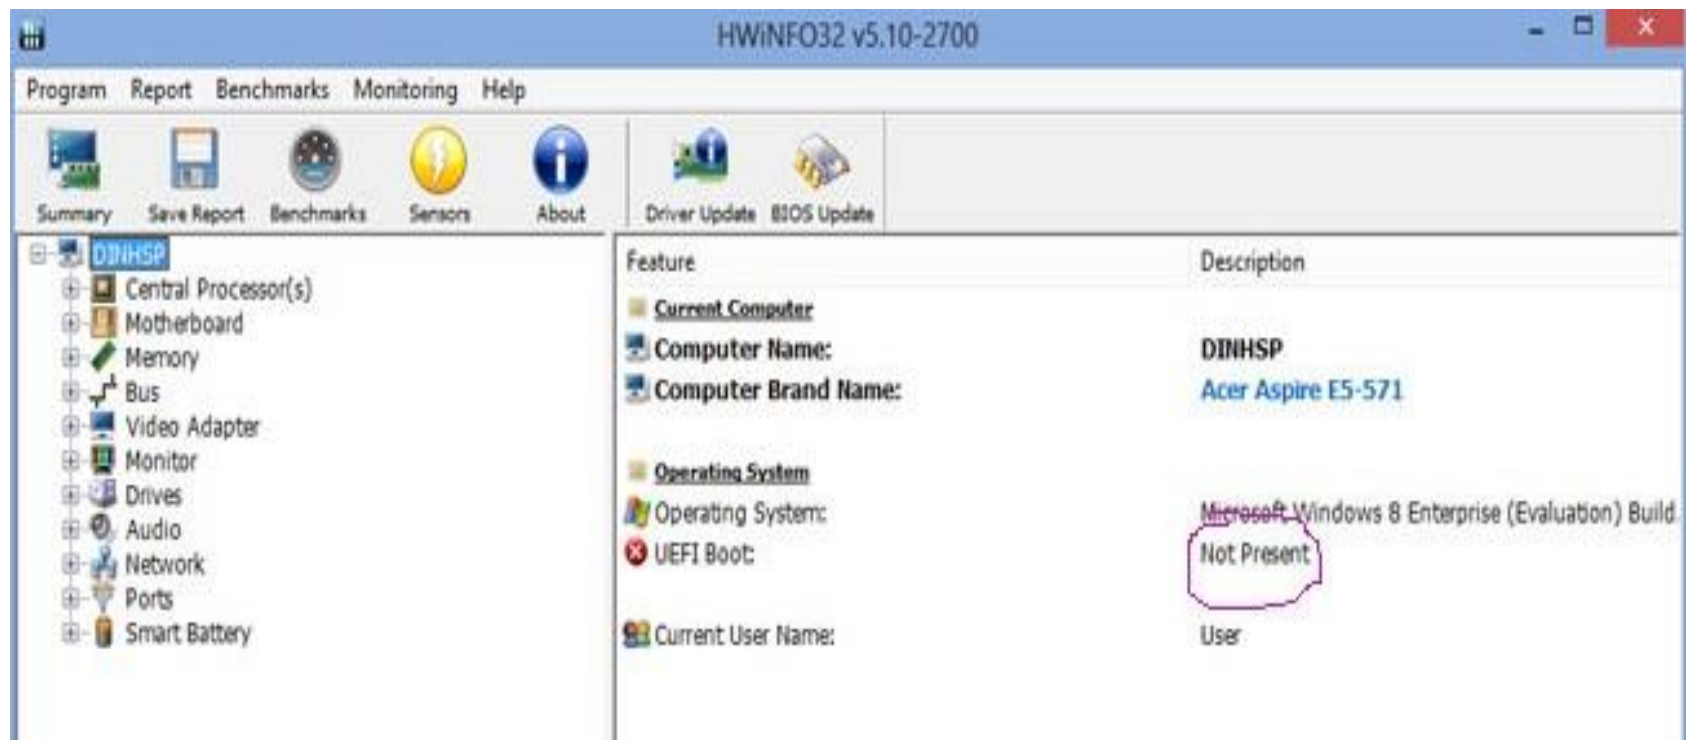 HWiNFO32 v5.10-2700
Program Report Benchmarks Monitoring Help
Summary Save Report Benchmarks Sensors About Driver Update BIOS Update
DINHSP
Central Processor(s)
Motherboard
Memory
Bus
Video Adapter
Monitor
Drives
Audio
Network
Ports
Smart Battery
Feature Description
Current Computer
Computer Name: DINHSP
Computer Brand Name: Acer Aspire E5-571
Operating System
Operating System: Microsoft Windows 8 Enterprise (Evaluation) Build
UEFI Boot: Not Present
Current User Name: User